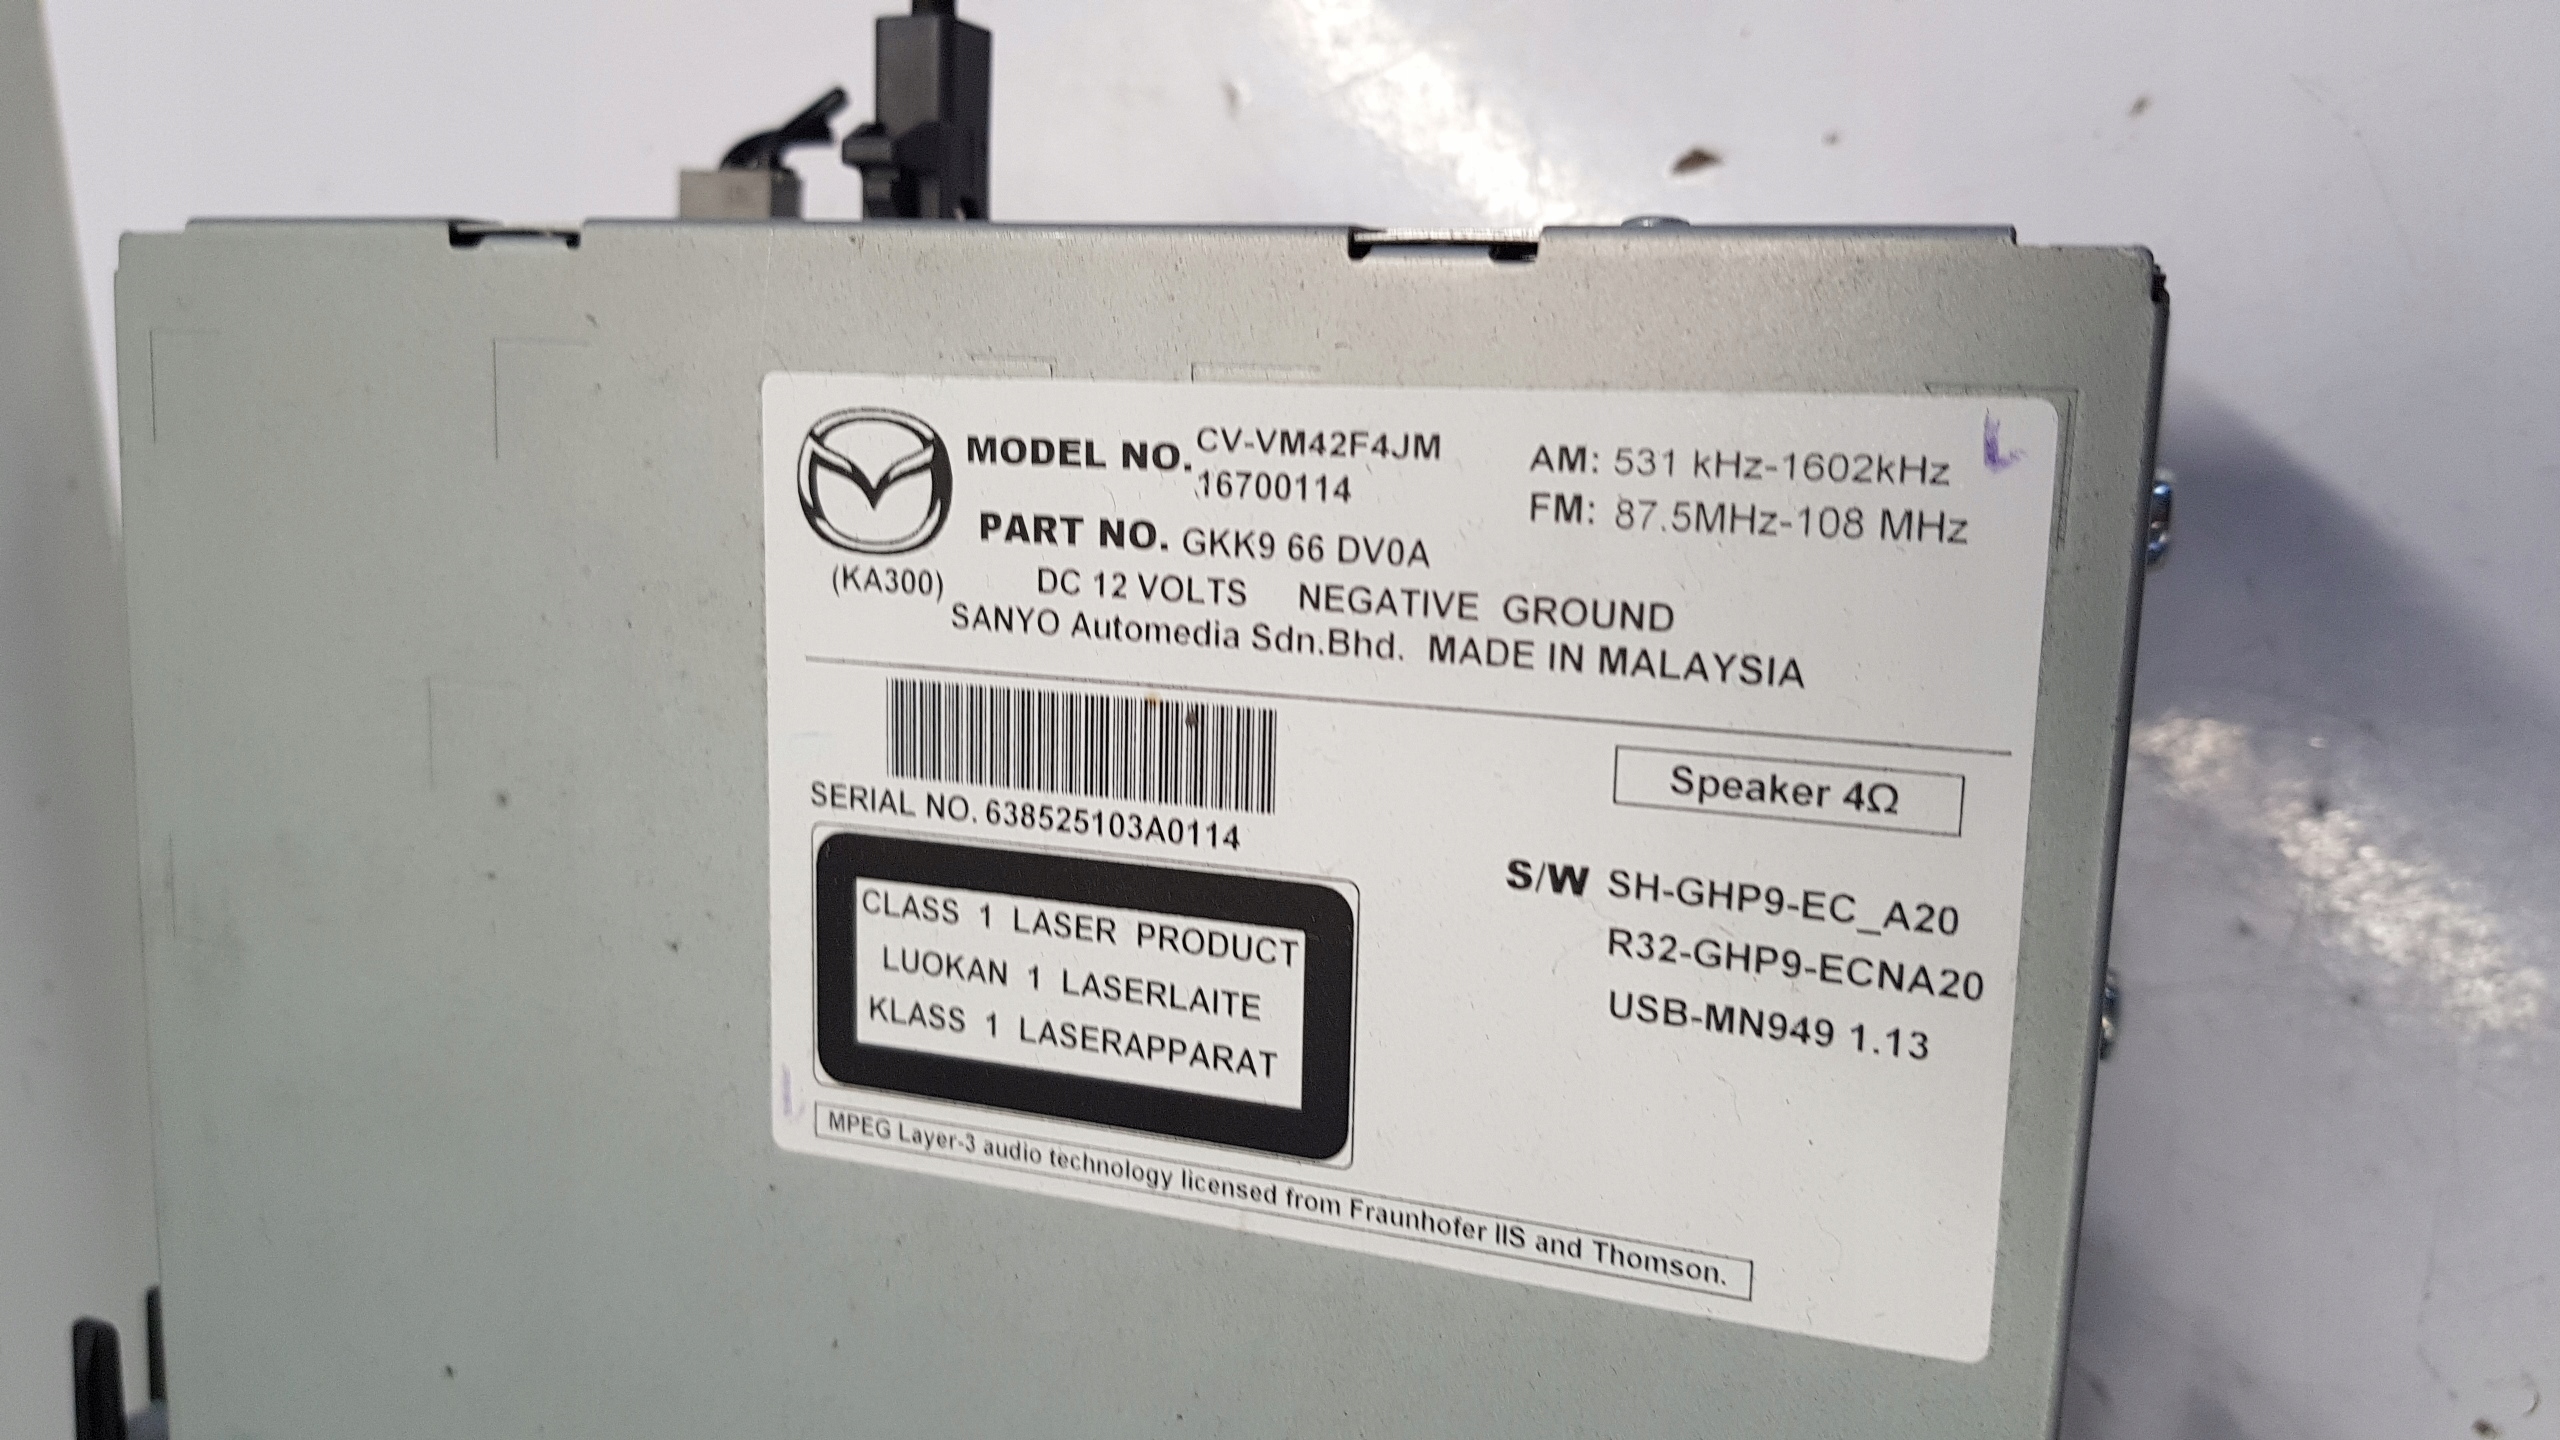 MODEL NO. CV-VM42F4JM
16700114
AM: 531 kHz-1602kHz
FM: 87.5MHz-108 MHz
PART NO. GKK9 66 DV0A
(KA300) DC 12 VOLTS NEGATIVE GROUND
SANYO Automedia Sdn.Bhd. MADE IN MALAYSIA
SERIAL NO. 638525103A0114
Speaker 4Ω
CLASS 1 LASER PRODUCT
LUOKAN 1 LASERLAITE
KLASS 1 LASERAPPARAT
S/W SH-GHP9-EC_A20
R32-GHP9-ECNA20
USB-MN949 1.13
MPEG Layer-3 audio technology licensed from Fraunhofer IIS and Thomson.